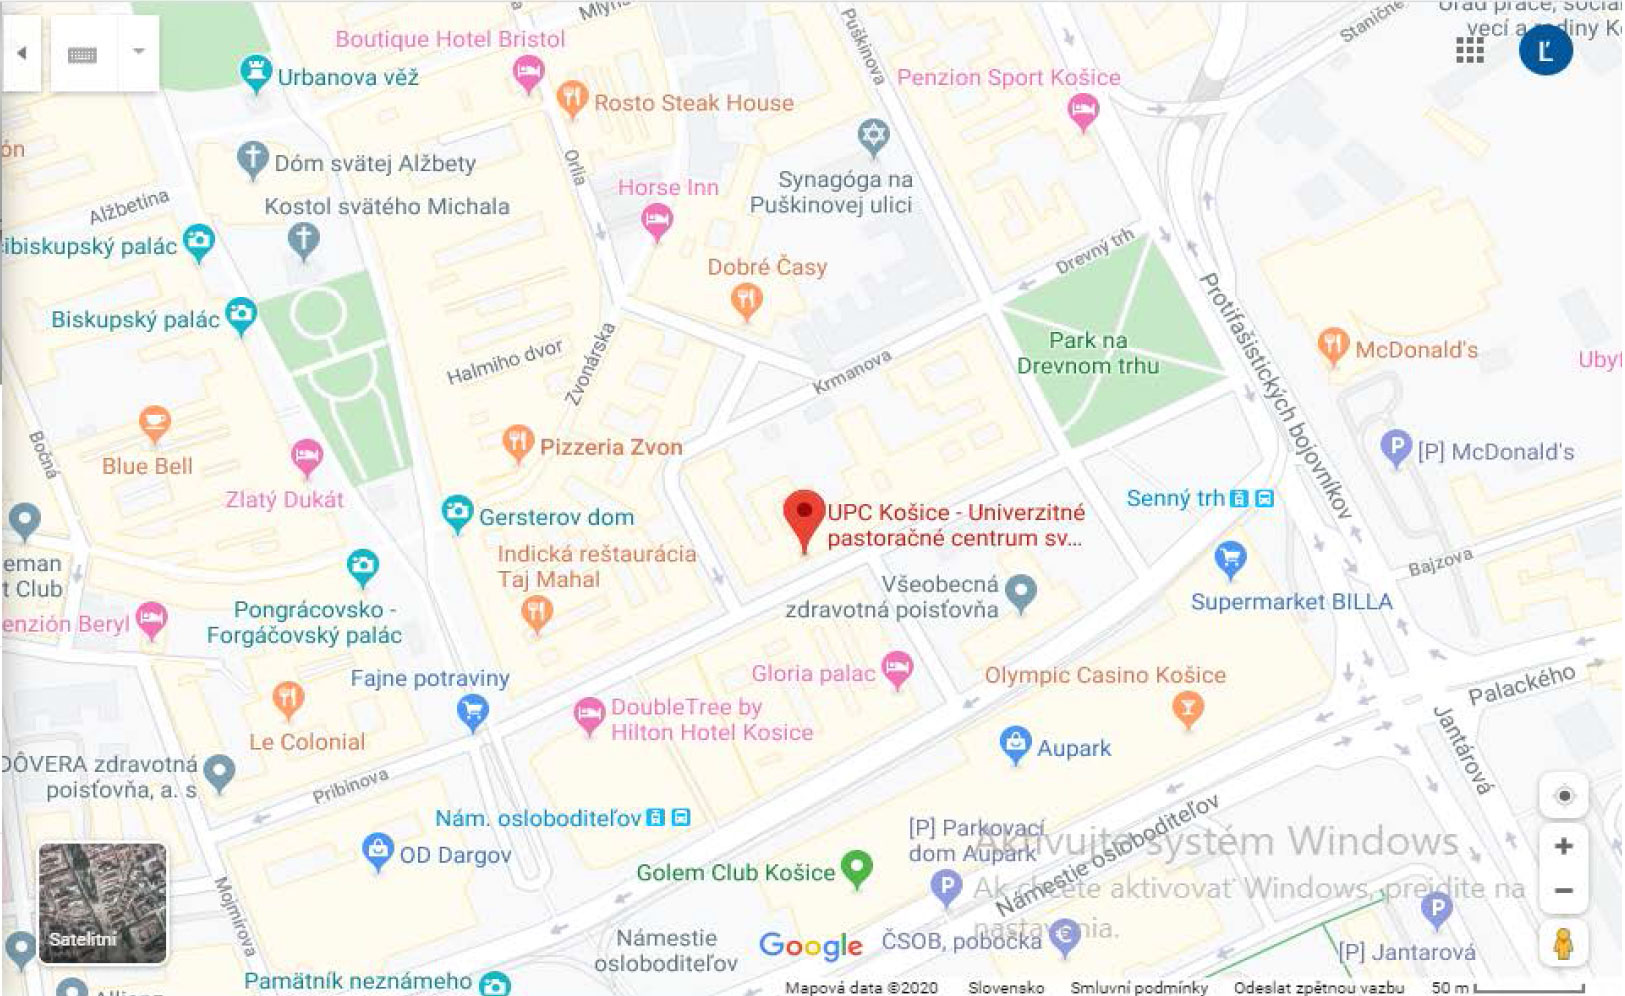 Mlyns
Úrad práce, sociál
vecí a rodiny Ko
Staničné
Puškinova
Boutique Hotel Bristol
Penzion Sport Košice
Ľ
Urbanova věž
Rosto Steak House
ón
Dóm svätej Alžbety
Orlia
Horse Inn
Synagóga na
Puškinovej ulici
Alžbetina
Kostol svätého Michala
ibiskupský palác
Drevný trh
Dobré Časy
Biskupský palác
Protifašistických bojovníkov
Park na
Drevnom trhu
McDonald's
Ubyt
Halmiho dvor
Zvonárska
Krmanova
Bočná
Blue Bell
Pizzeria Zvon
[P] McDonald's
Zlatý Dukát
Senný trh
Gersterov dom
UPC Košice - Univerzitné
pastoračné centrum sv...
Indická reštaurácia
Taj Mahal
eman
t Club
Bajzova
Všeobecná
zdravotná poisťovňa
Supermarket BILLA
Pongrácovsko -
Forgáčovský palác
enzión Beryl
Fajne potraviny
Gloria palac
Olympic Casino Košice
Palackého
DoubleTree by
Hilton Hotel Kosice
Jantárová
Le Colonial
Aupark
DÔVERA zdravotná
poisťovňa, a. s
Pribinova
Nám. osloboditeľov
[P] Parkovací
dom Aupark
Námestie osloboditeľov
Aktivujte systém Windows
OD Dargov
Golem Club Košice
Ak chcete aktivovať Windows, prejdite na
nastavenia.
Mojmírova
Satelitní
Námestie
osloboditeľov
Google
ČSOB, pobočka
[P] Jantarová
Pamätník neznámeho
Allianz
Mapová data ©2020 Slovensko Smluvní podmínky Odeslat zpětnou vazbu 50 m